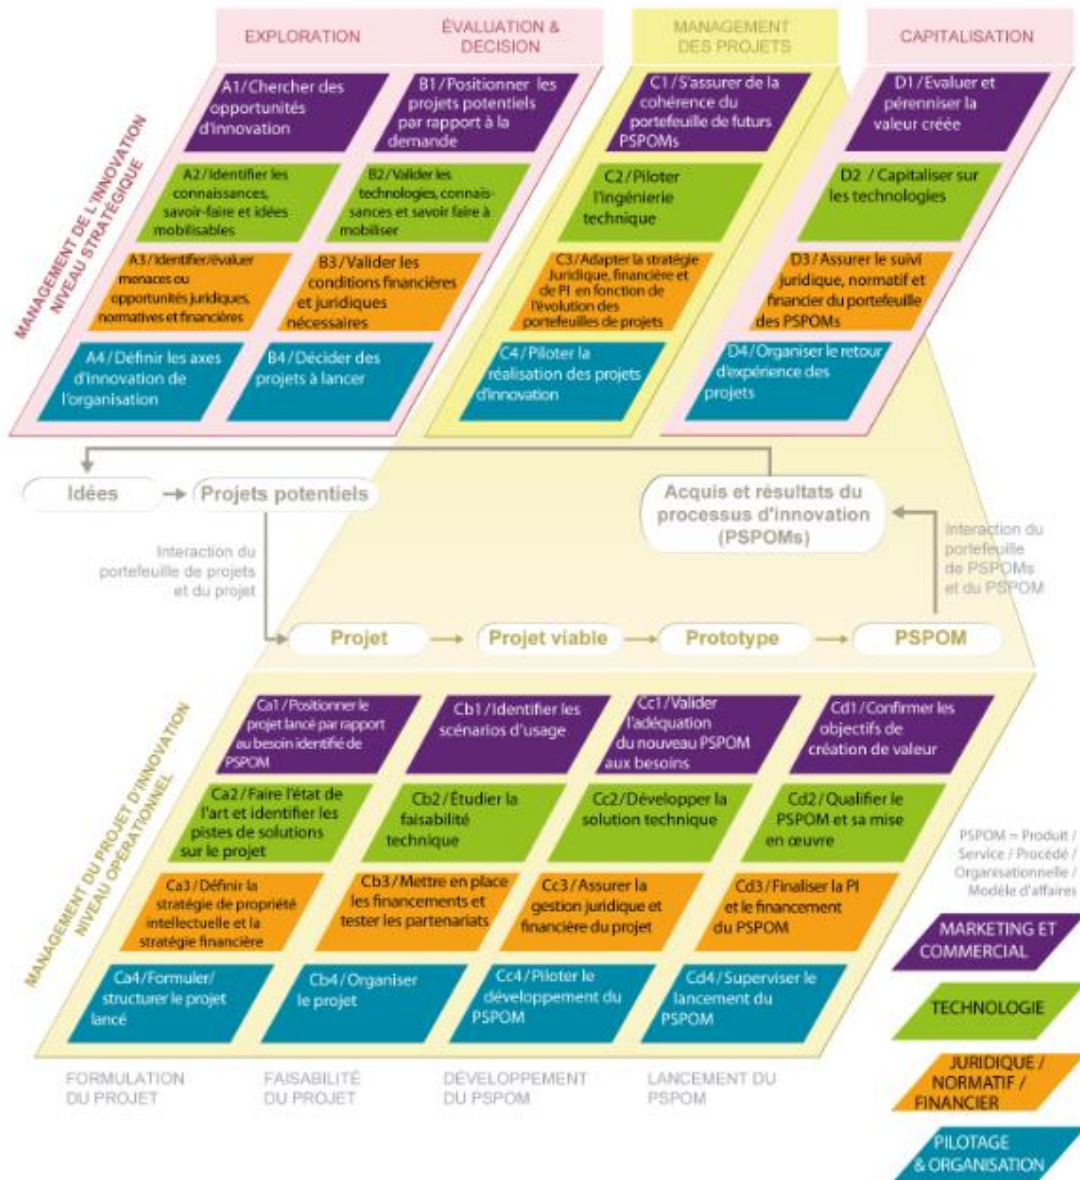 EXPLORATION
ÉVALUATION &
DECISION
MANAGEMENT
DES PROJETS
CAPITALISATION
MANAGEMENT DE L'INNOVATION
NIVEAU STRATÉGIQUE
A1/Chercher des
opportunités
d'innovation
B1/Positionner les
projets potentiels
par rapport à la
demande
C1/S'assurer de la
cohérence du
portefeuille de futurs
PSPOMs
D1/Evaluer et
pérenniser la
valeur créée
A2/Identifier les
connaissances,
savoir-faire et idées
mobilisables
B2/Valider les
technologies, connais-
sances et savoir faire à
mobiliser
C2/Piloter
l'ingénierie
technique
D2 / Capitaliser sur
les technologies
A3/Identifier/évaluer
menaces ou
opportunités juridiques,
normatives et financières
B3/Valider les
conditions financières
et juridiques
nécessaires
C3/Adapter la stratégie
Juridique, financière et
de PI en fonction de
l'évolution des
portefeuilles de projets
D3/Assurer le suivi
juridique, normatif et
financier du portefeuille
des PSPOMs
A4/Définir les axes
d'innovation de
l'organisation
B4/Décider des
projets à lancer
C4/Piloter la
réalisation des projets
d'innovation
D4/Organiser le retour
d'expérience des
projets
Idées
Projets potentiels
Acquis et résultats du
processus d'innovation
(PSPOMs)
Interaction du
portefeuille de projets
et du projet
Interaction du
portefeuille
de PSPOMs
et du PSPOM
Projet
Projet viable
Prototype
PSPOM
MANAGEMENT DU PROJET D'INNOVATION
NIVEAU OPÉRATIONNEL
Ca1/Positionner le
projet lancé par rapport
au besoin identifié de
PSPOM
Cb1/Identifier les
scénarios d'usage
Cc1/Valider
l'adéquation
du nouveau PSPOM
aux besoins
Cd1/Confirmer les
objectifs de
création de valeur
Ca2/ Faire l'état de
l'art et identifier les
pistes de solutions
sur le projet
Cb2/Étudier la
faisabilité
technique
Cc2/Développer la
solution technique
Cd2/Qualifier le
PSPOM et sa mise
en œuvre
Ca3/Définir la
stratégie de propriété
intellectuelle et la
stratégie financière
Cb3/Mettre en place
les financements et
tester les partenariats
Cc3/Assurer la
gestion juridique et
financière du projet
Cd3/Finaliser la PI
et le financement
du PSPOM
Ca4/Formuler/
structurer le projet
lancé
Cb4/Organiser
le projet
Cc4/Piloter le
développement du
PSPOM
Cd4/Superviser le
lancement du
PSPOM
FORMULATION
DU PROJET
FAISABILITÉ
DU PROJET
DÉVELOPPEMENT
DU PSPOM
LANCEMENT DU
PSPOM
PSPOM = Produit /
Service / Procédé /
Organisationnelle /
Modèle d'affaires
MARKETING ET
COMMERCIAL
TECHNOLOGIE
JURIDIQUE /
NORMATIF /
FINANCIER
PILOTAGE
& ORGANISATION